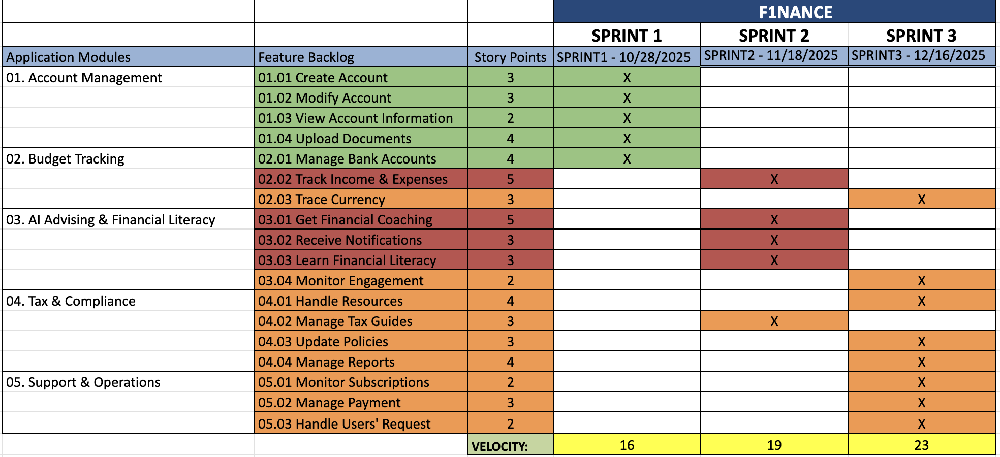 F1NANCE
SPRINT 1 SPRINT 2 SPRINT 3
Application Modules Feature Backlog Story Points SPRINT1 - 10/28/2025 SPRINT2 - 11/18/2025 SPRINT3 - 12/16/2025
01. Account Management 01.01 Create Account 3 X
01.02 Modify Account 3 X
01.03 View Account Information 2 X
01.04 Upload Documents 4 X
02. Budget Tracking 02.01 Manage Bank Accounts 4 X
02.02 Track Income & Expenses 5 X
02.03 Trace Currency 3 X
03. AI Advising & Financial Literacy 03.01 Get Financial Coaching 5 X
03.02 Receive Notifications 3 X
03.03 Learn Financial Literacy 3 X
03.04 Monitor Engagement 2 X
04. Tax & Compliance 04.01 Handle Resources 4 X
04.02 Manage Tax Guides 3 X
04.03 Update Policies 3 X
04.04 Manage Reports 4 X
05. Support & Operations 05.01 Monitor Subscriptions 2 X
05.02 Manage Payment 3 X
05.03 Handle Users' Request 2 X
VELOCITY: 16 19 23